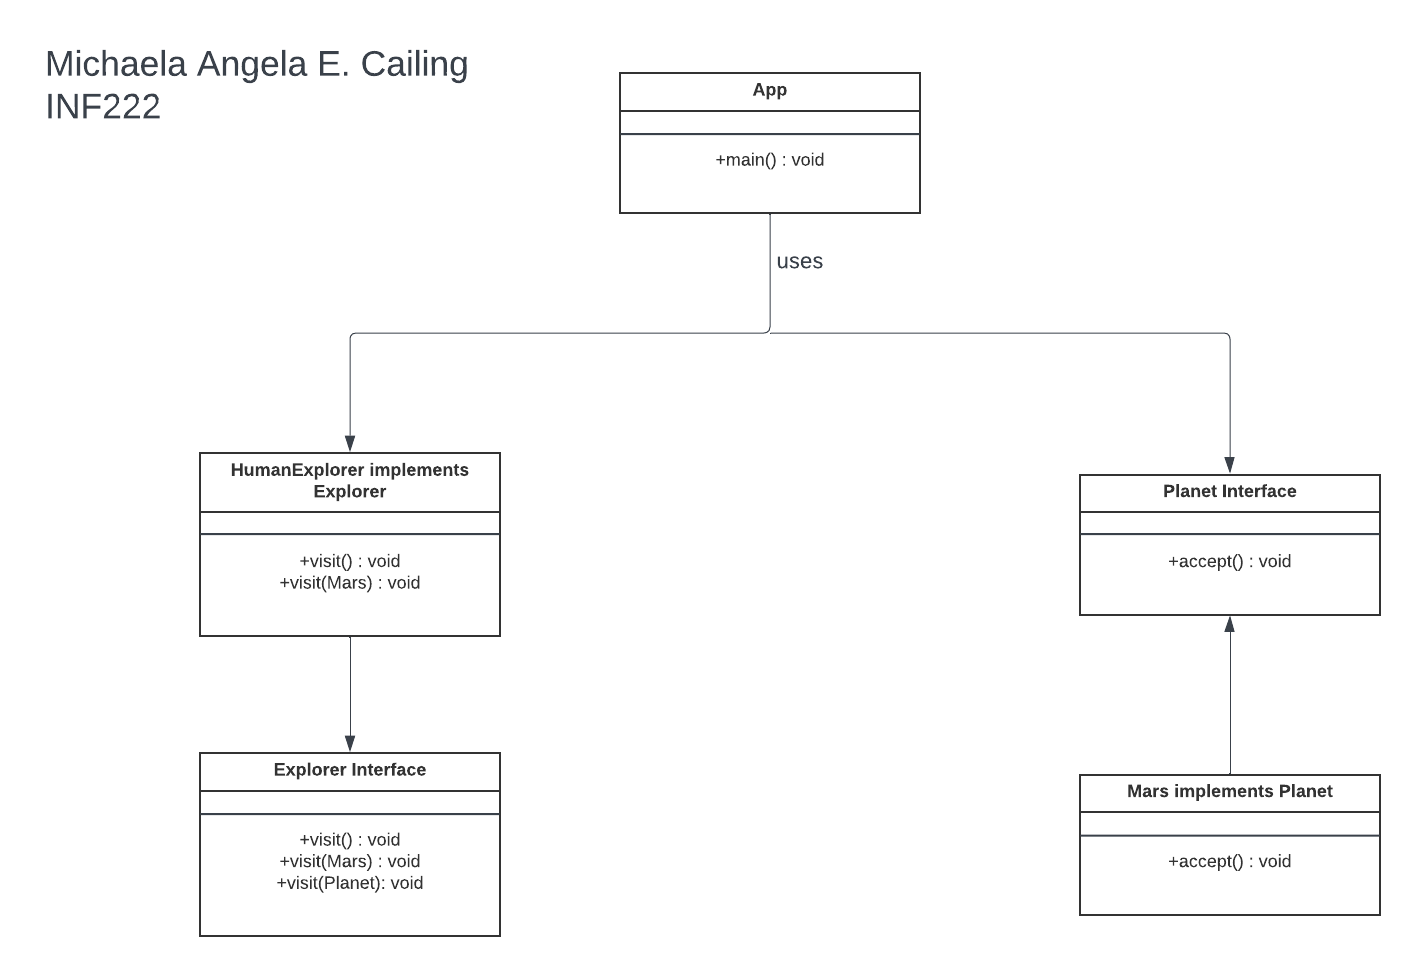 Michaela Angela E. Cailing
INF222
App
+main() : void
uses
HumanExplorer implements
Explorer
+visit() : void
+visit(Mars) : void
Planet Interface
+accept() : void
Explorer Interface
+visit() : void
+visit(Mars) : void
+visit(Planet): void
Mars implements Planet
+accept() : void